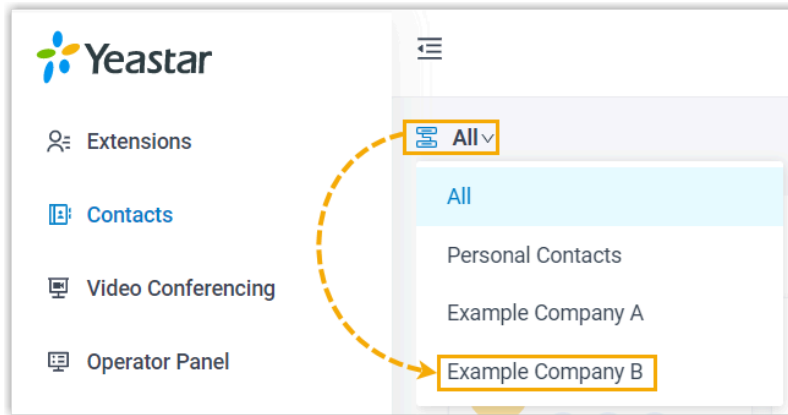 Yeastar
Extensions
Contacts
Video Conferencing
Operator Panel
All
All
Personal Contacts
Example Company A
Example Company B